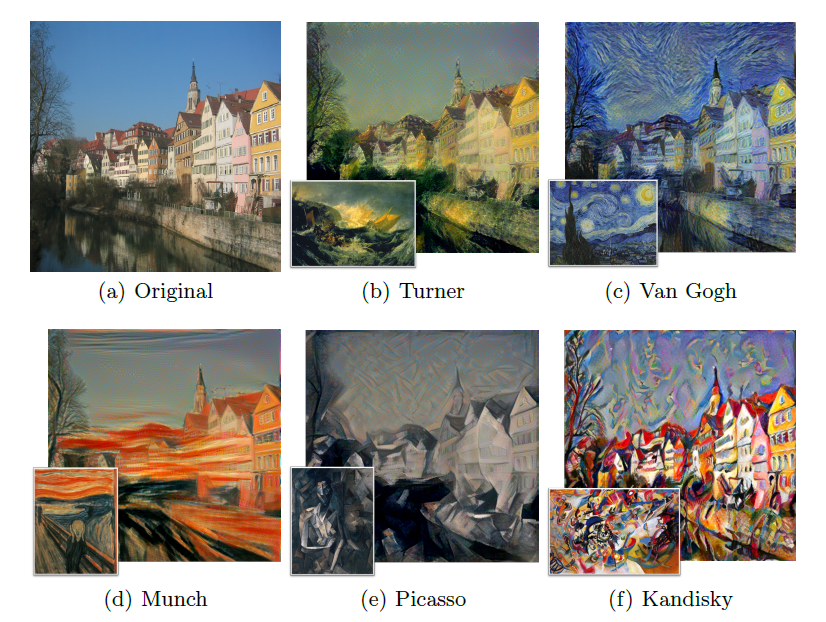 (a) Original
(b) Turner
(c) Van Gogh
(d) Munch
(e) Picasso
(f) Kandisky